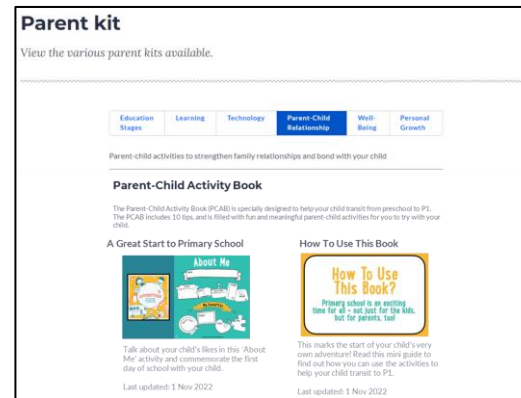 Parent kit
View the various parent kits available.
Education Stages
Learning
Technology
Parent-Child Relationship
Well-Being
Personal Growth
Parent-child activities to strengthen family relationships and bond with your child
Parent-Child Activity Book
The Parent-Child Activity Book (PCAB) is specially designed to help your child transit from preschool to P1.
The PCAB includes 10 tips, and is filled with fun and meaningful parent-child activities for you to try with your
child.
A Great Start to Primary School
About Me
Talk about your child's likes in this 'About
Me' activity and commemorate the first
day of school with your child.
Last updated: 1 Nov 2022
How To Use This Book
How To Use
This Book?
Primary school is an exciting
time for all - not just for the kids,
but for parents, too!
This marks the start of your child's very
own adventure! Read this mini guide to
find out how you can use the activities to
help your child transit to P1.
Last updated: 1 Nov 2022